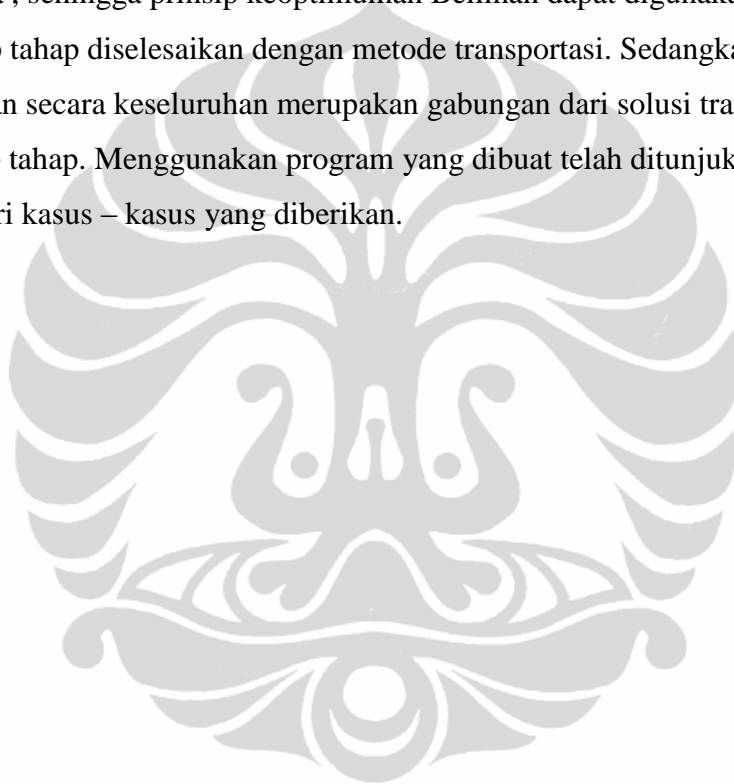 , sehingga prinsip keoptimuman Bellman dapat digunaka
tahap diselesaikan dengan metode transportasi. Sedangka
n secara keseluruhan merupakan gabungan dari solusi tra
tahap. Menggunakan program yang dibuat telah ditunjuk
ri kasus – kasus yang diberikan.